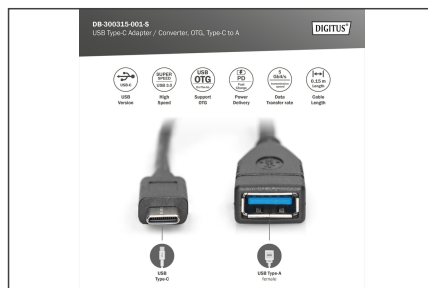 DB-300315-001-S
USB Type-C Adapter / Converter, OTG, Type-C to A
DIGITUS®
USB-C
SUPER SPEED
USB 3.0
USB
OTG
PD
5
Gbit/s
0.15 m
Length
USB
Version
High
Speed
Support
OTG
Power
Delivery
Data
Transfer rate
Cable
Length
USB
Type-C
USB Type-A
female